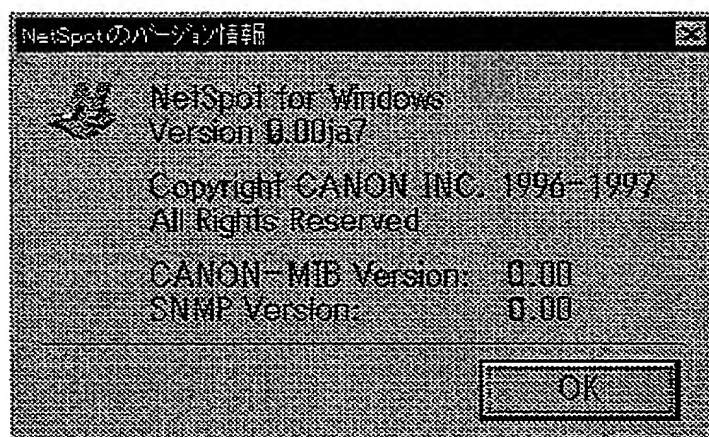 NetSpotのバージョン情報
NetSpot for Windows
Version 0.00ja7
Copyright CANON INC. 1996-1997
All Rights Reserved
CANON-MIB Version: 0.00
SNMP Version: 0.00
OK